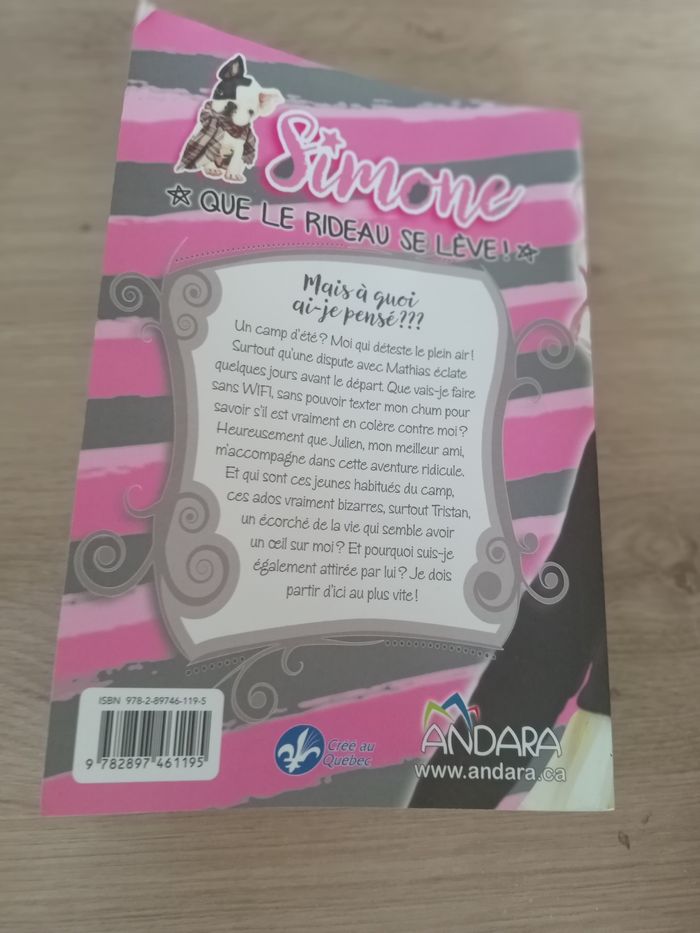 Simone
QUE LE RIDEAU SE LÈVE !
Mais à quoi
ai-je pensé???
Un camp d'été? Moi qui déteste le plein air!
Surtout qu'une dispute avec Mathias éclate
quelques jours avant le départ. Que vais-je faire
sans WIFI, sans pouvoir texter mon chum pour
savoir s'il est vraiment en colère contre moi?
Heureusement que Julien, mon meilleur ami,
m'accompagne dans cette aventure ridicule.
Et qui sont ces jeunes habitués du camp,
ces ados vraiment bizarres, surtout Tristan,
un écorché de la vie qui semble avoir
un œil sur moi? Et pourquoi suis-je
également attirée par lui? Je dois
partir d'ici au plus vite!
ISBN 978-2-89746-119-5
9 782897 461195
Créé au
Québec
ANDARA
www.andara.ca